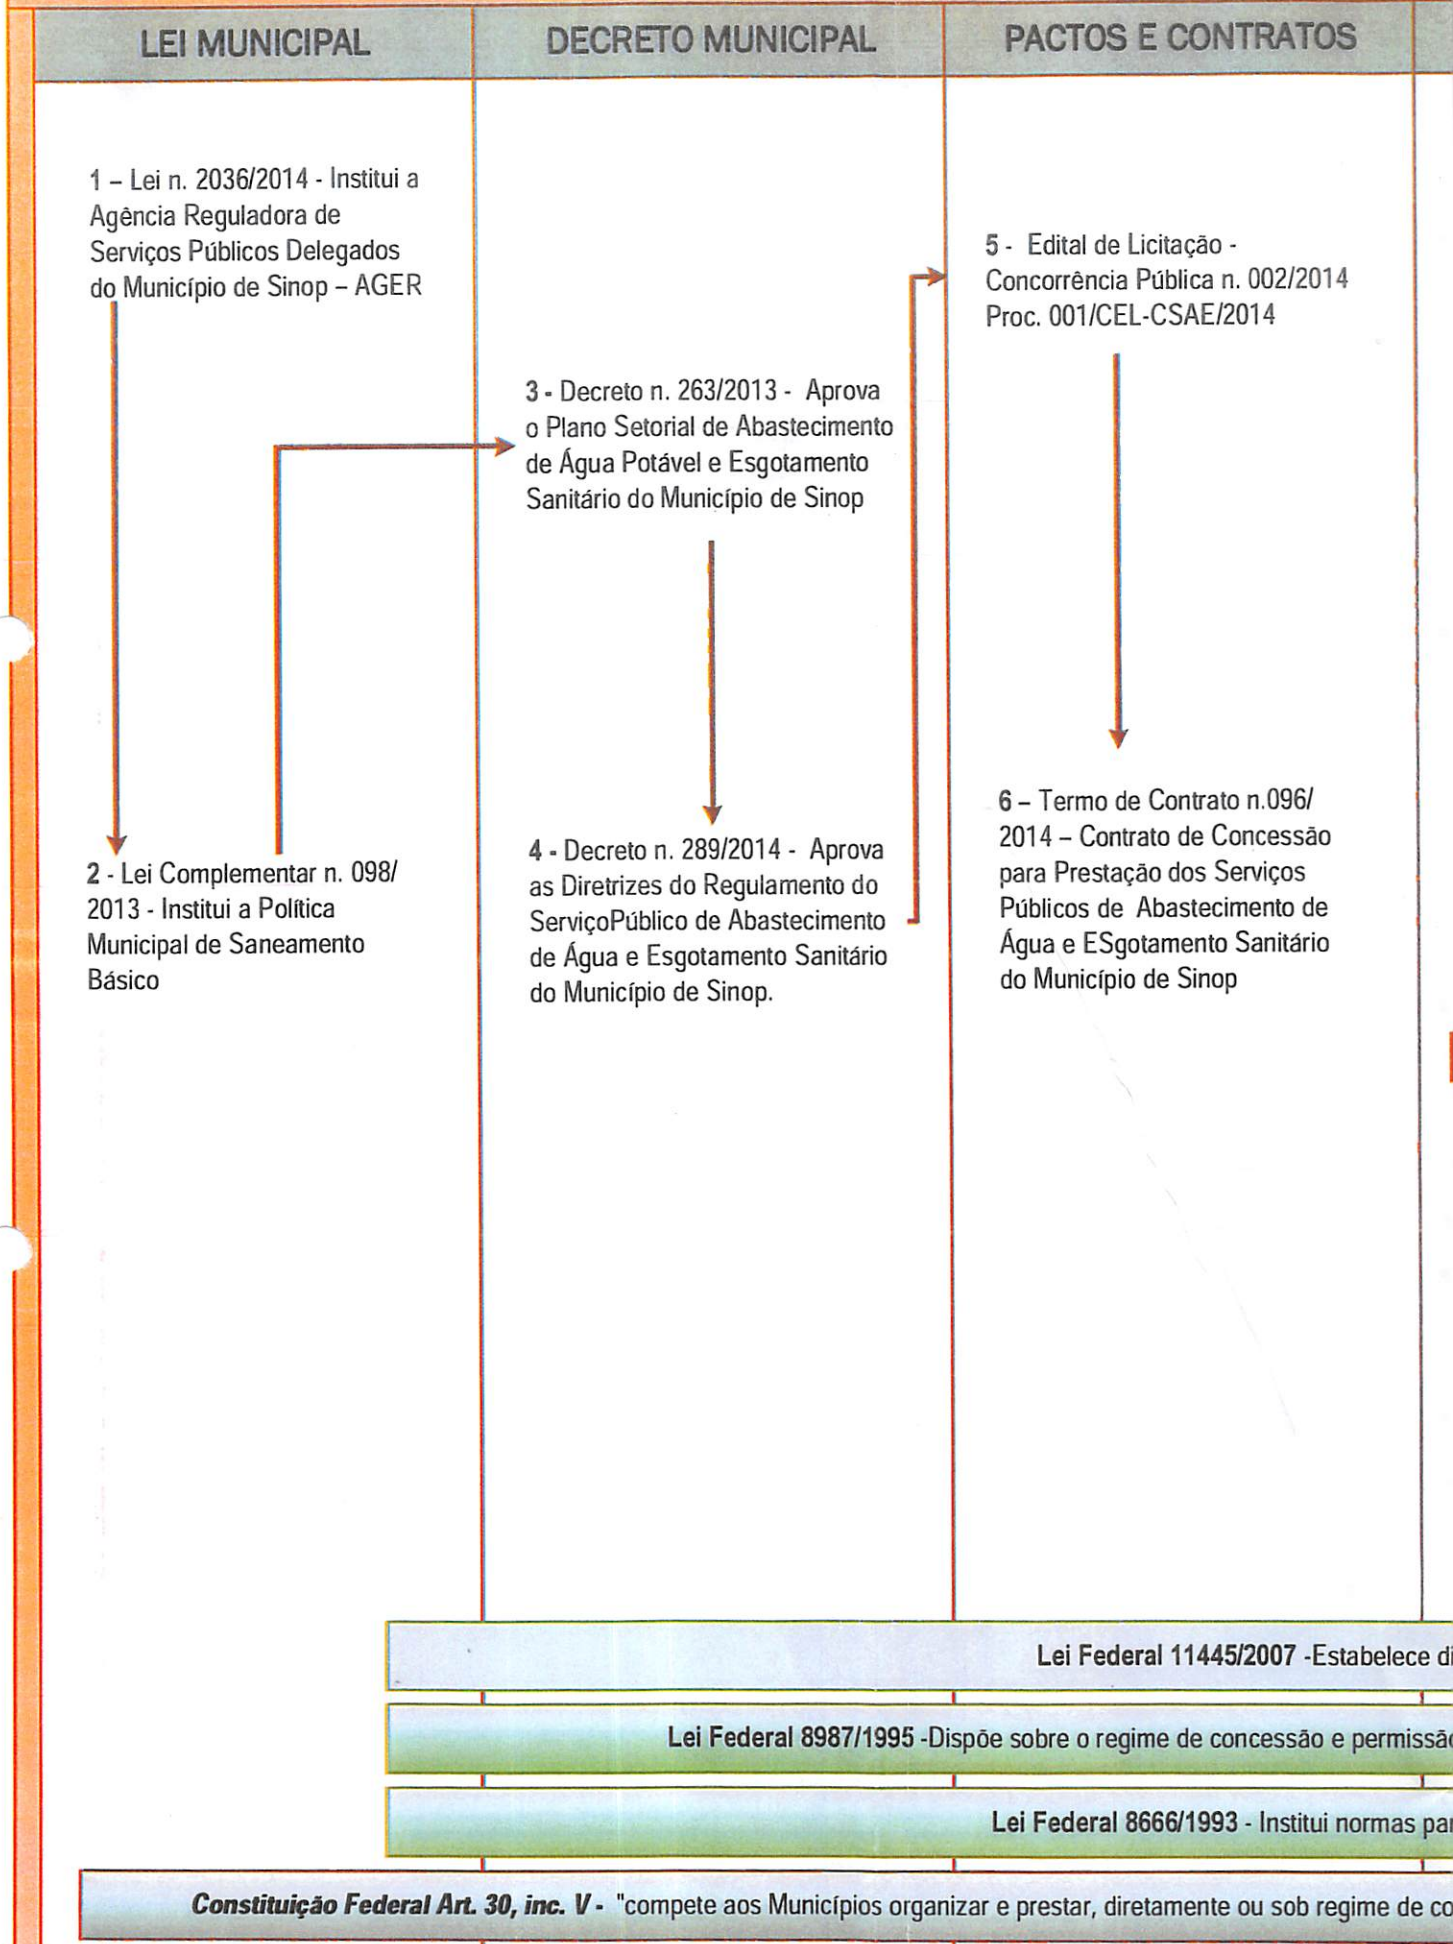 LEI MUNICIPAL
DECRETO MUNICIPAL
PACTOS E CONTRATOS
1 – Lei n. 2036/2014 - Institui a
Agência Reguladora de
Serviços Públicos Delegados
do Município de Sinop – AGER
2 - Lei Complementar n. 098/
2013 - Institui a Política
Municipal de Saneamento
Básico
3 - Decreto n. 263/2013 - Aprova
o Plano Setorial de Abastecimento
de Água Potável e Esgotamento
Sanitário do Município de Sinop
4 - Decreto n. 289/2014 - Aprova
as Diretrizes do Regulamento do
ServiçoPúblico de Abastecimento
de Água e Esgotamento Sanitário
do Município de Sinop.
5 - Edital de Licitação -
Concorrência Pública n. 002/2014
Proc. 001/CEL-CSAE/2014
6 – Termo de Contrato n.096/
2014 – Contrato de Concessão
para Prestação dos Serviços
Públicos de Abastecimento de
Água e ESgotamento Sanitário
do Município de Sinop
Lei Federal 11445/2007 -Estabelece di
Lei Federal 8987/1995 -Dispõe sobre o regime de concessão e permissã
Lei Federal 8666/1993 - Institui normas par
Constituição Federal Art. 30, inc. V - "compete aos Municípios organizar e prestar, diretamente ou sob regime de co